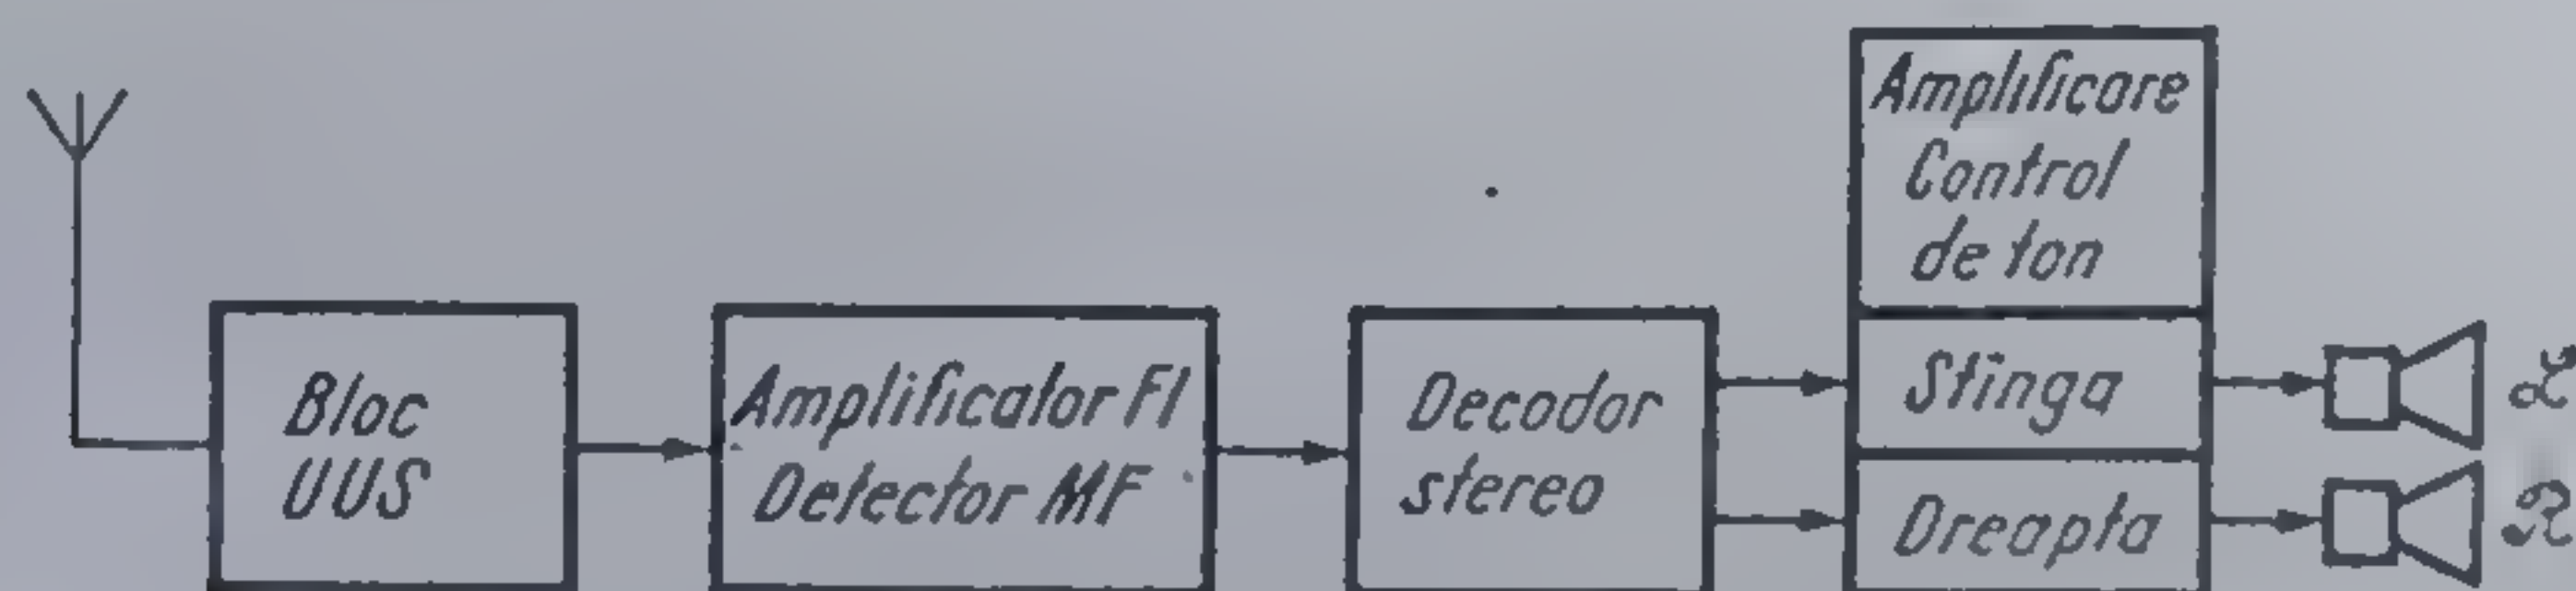 Bloc
UUS
Amplificator FI
Detector MF
Decodor
stereo
Amplificare
Control
de ton
Stinga
Dreapta
L
R